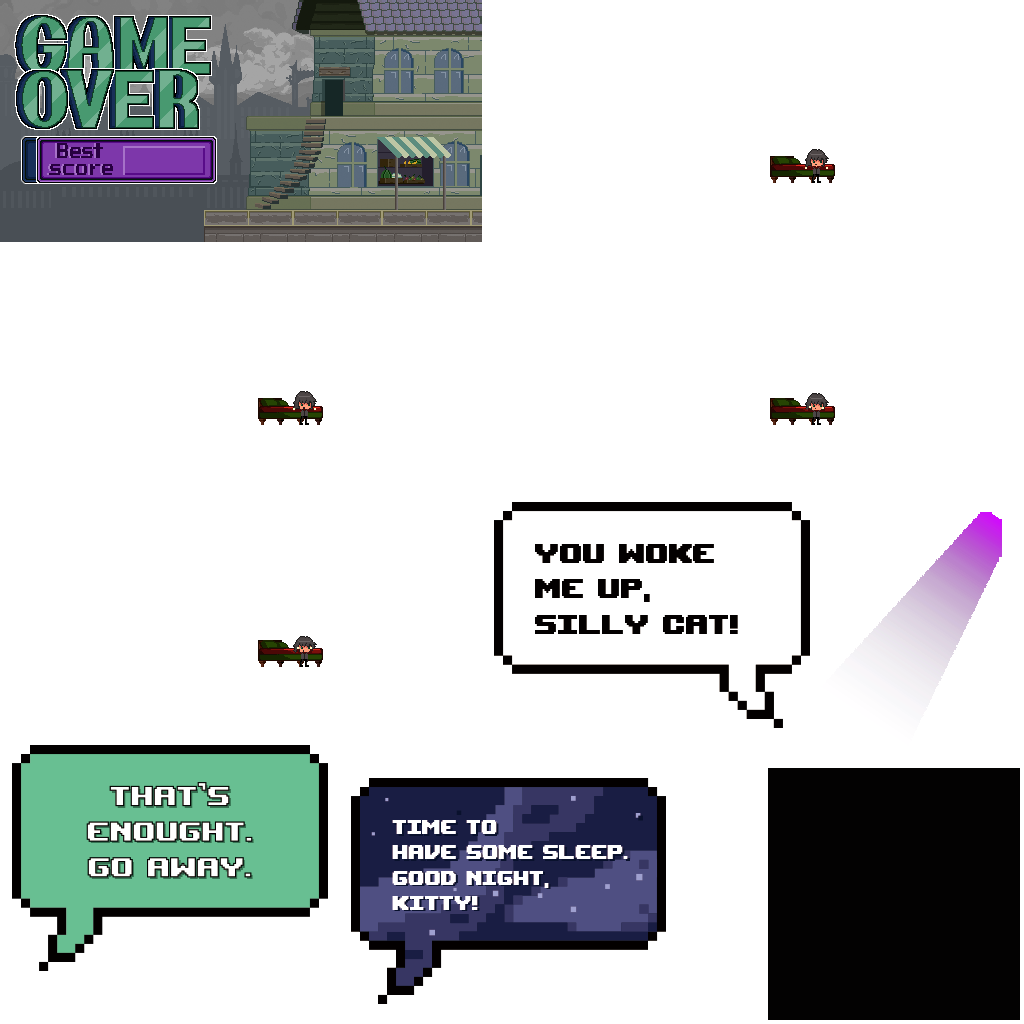 GAME
OVER
Best
score
YOU WOKE
ME UP,
SILLY CAT!
THAT'S
ENOUGHT.
GO AWAY.
TIME TO
HAVE SOME SLEEP.
GOOD NIGHT,
KITTY!